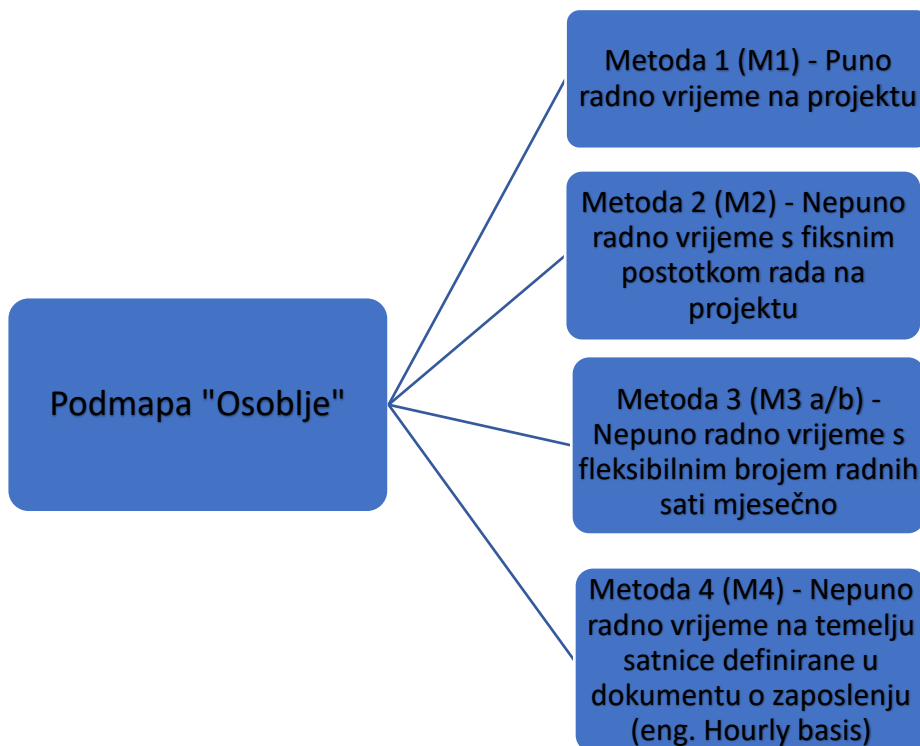 Metoda 1 (M1) - Puno
radno vrijeme na projektu
Metoda 2 (M2) - Nepuno
radno vrijeme s fiksnim
postotkom rada na
projektu
Podmapa "Osoblje"
Metoda 3 (M3 a/b) -
Nepuno radno vrijeme s
fleksibilnim brojem radnih
sati mjesečno
Metoda 4 (M4) - Nepuno
radno vrijeme na temelju
satnice definirane u
dokumentu o zaposlenju
(eng. Hourly basis)